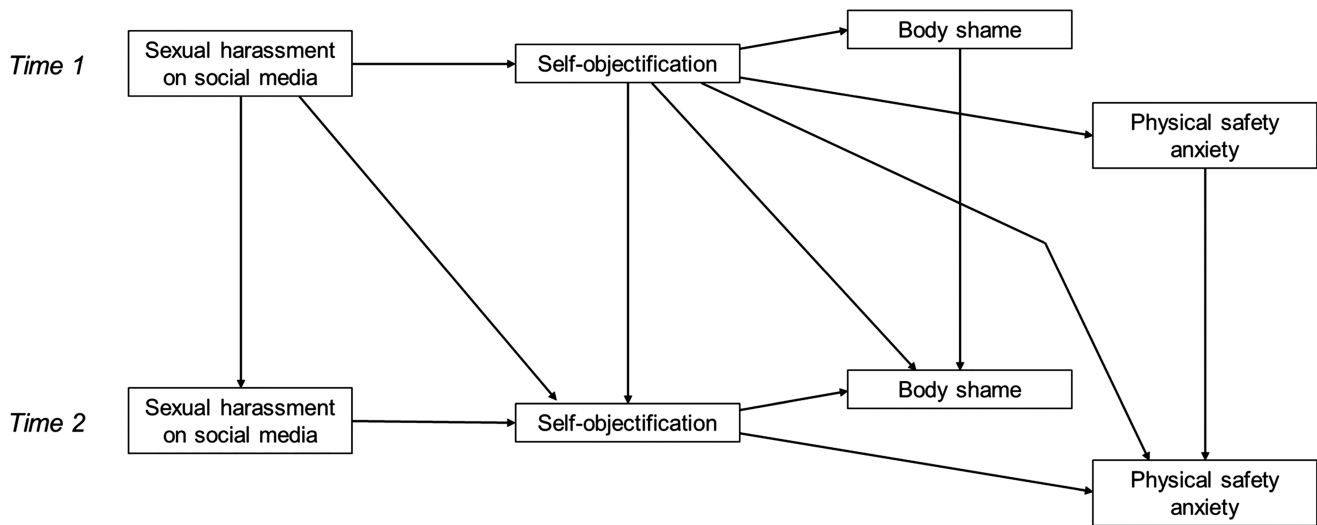 Time 1
Sexual harassment
on social media
Self-objectification
Body shame
Physical safety
anxiety
Time 2
Sexual harassment
on social media
Self-objectification
Body shame
Physical safety
anxiety